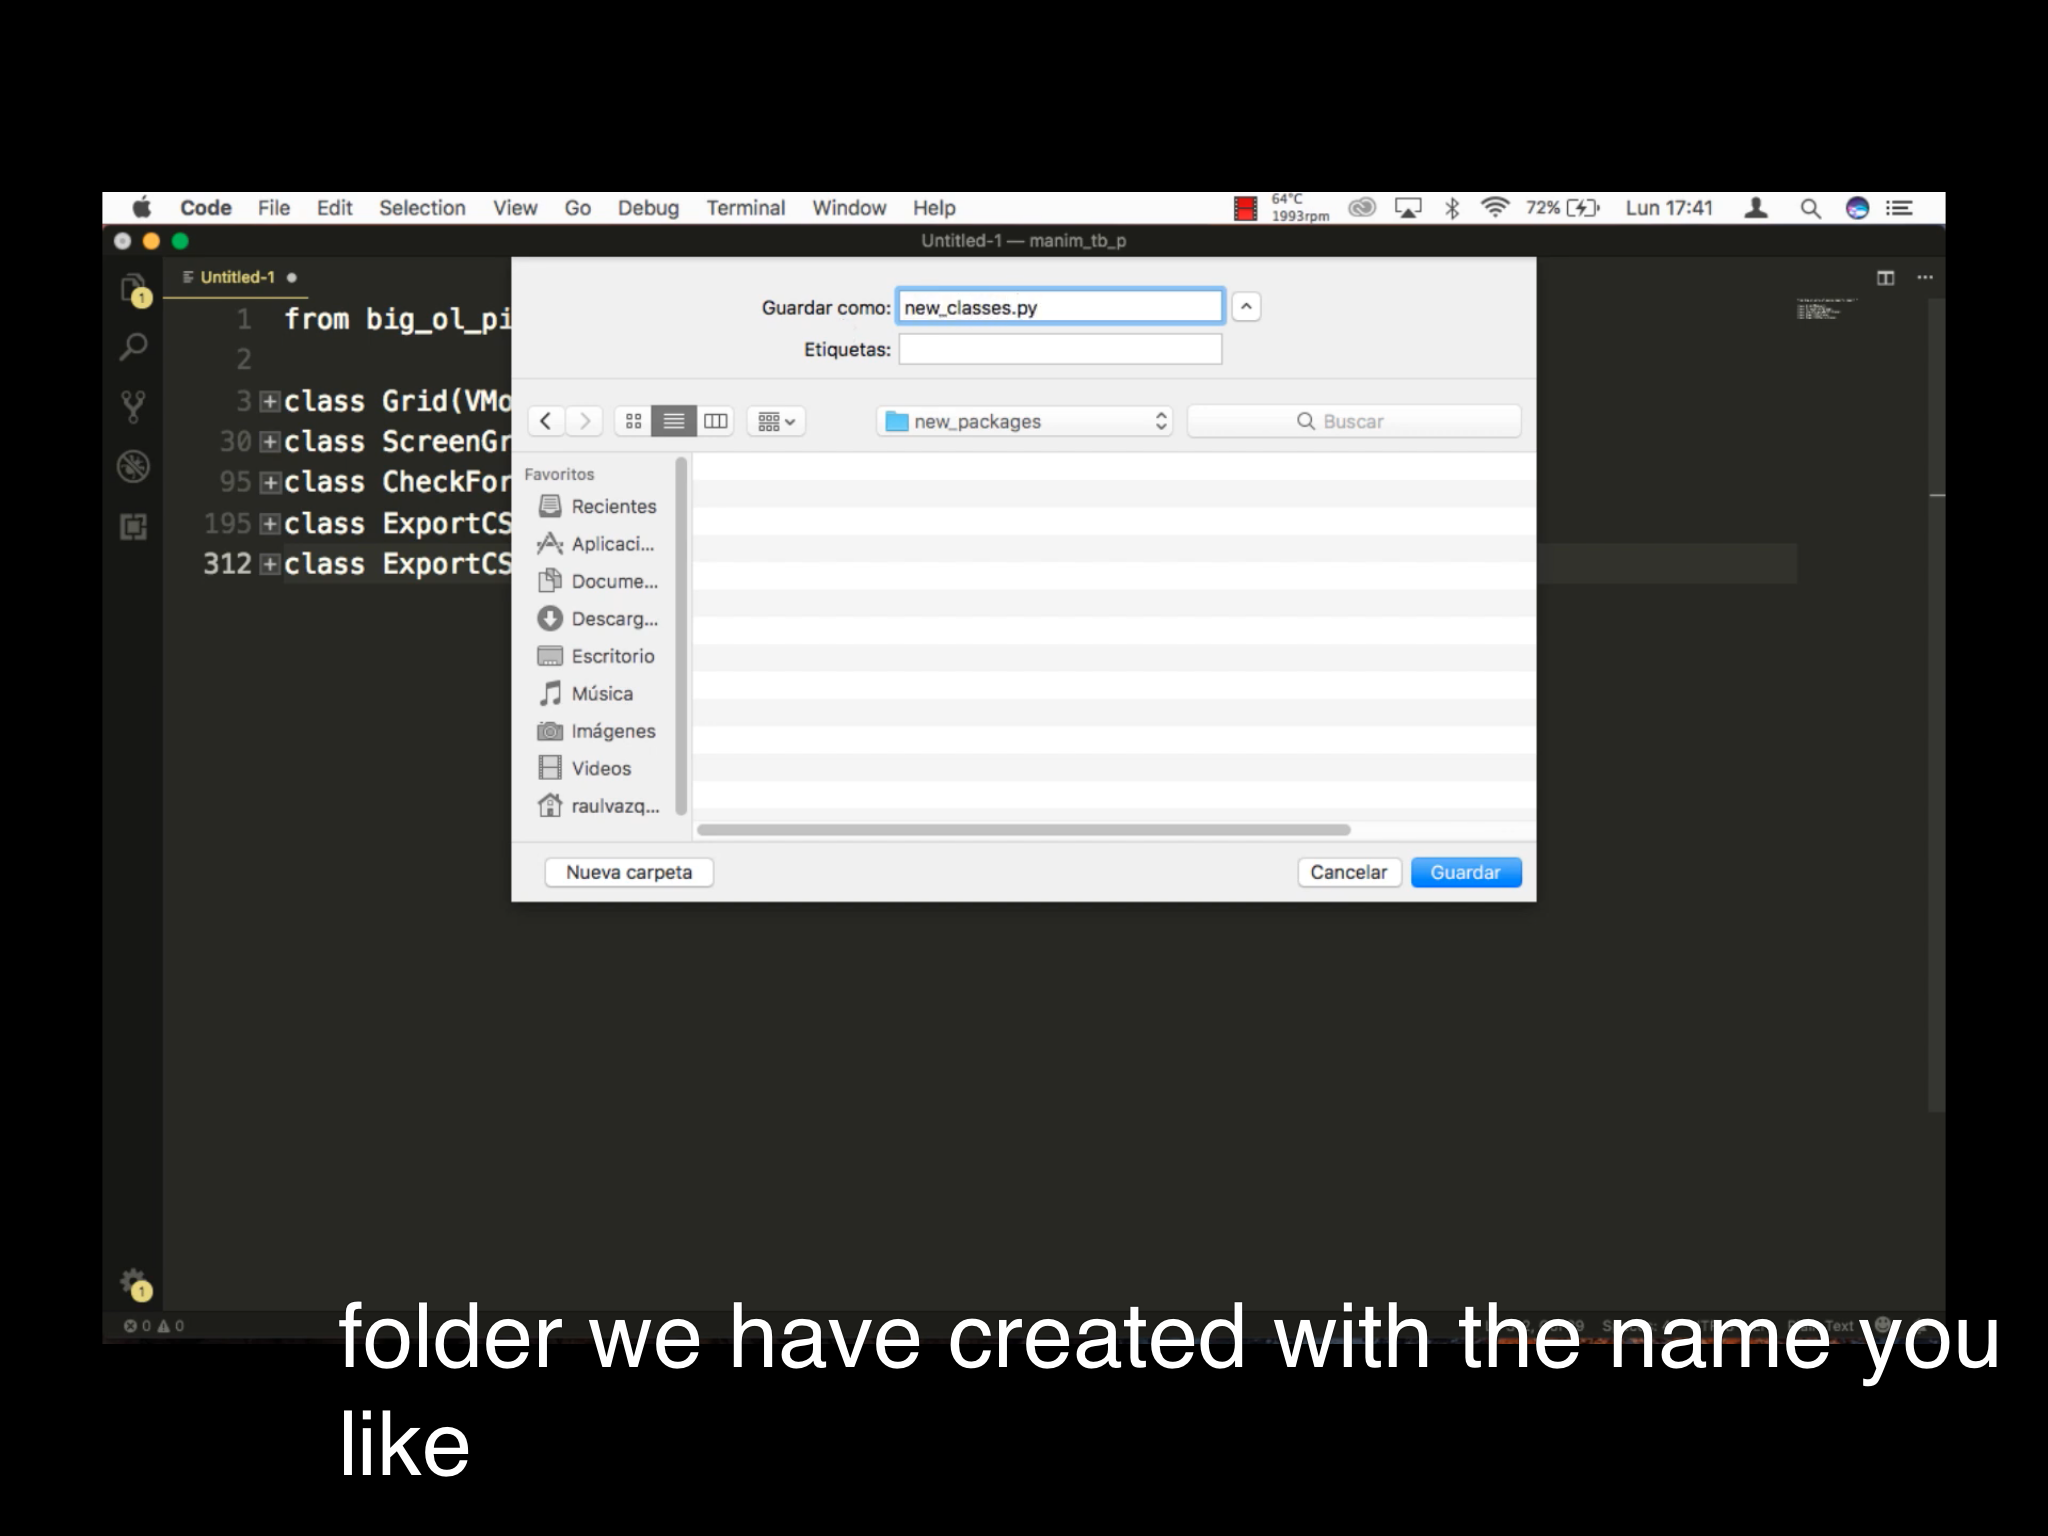 Code File Edit Selection View Go Debug Terminal Window Help 64°C 1993rpm 72% Lun 17:41
Untitled-1 — manim_tb_p
Untitled-1
1 from big_ol_pi
2
3 class Grid(VMo
30 class ScreenGr
95 class CheckFor
195 class ExportCS
312 class ExportCS
Guardar como: new_classes.py
Etiquetas:
new_packages Buscar
Favoritos
Recientes
Aplicaci...
Docume...
Descarg...
Escritorio
Música
Imágenes
Videos
raulvazq...
Nueva carpeta Cancelar Guardar
1
1
0 0
folder we have created with the name you
like